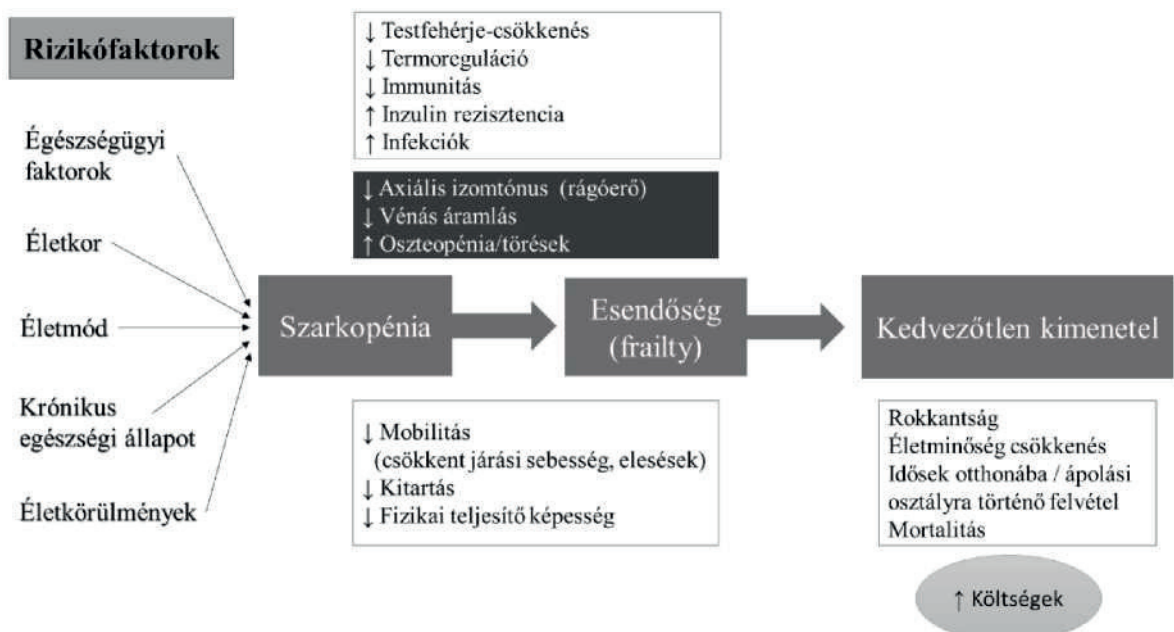 Rizikófaktorok
Égészségügyi
faktorok
Életkor
Életmód
Krónikus
egészségi állapot
Életkörülmények
↓ Testfehérje-csökkenés
↓ Termoreguláció
↓ Immunitás
↑ Inzulin rezisztencia
↑ Infekciók
↓ Axiális izomtónus (rágóerő)
↓ Vénás áramlás
↑ Oszteopénia/törések
Szarkopénia
Esendőség
(frailty)
Kedvezőtlen kimenetel
↓ Mobilitás
(csökkent járási sebesség, elesések)
↓ Kitartás
↓ Fizikai teljesítő képesség
Rokkantság
Életminőség csökkenés
Idősek otthonába / ápolási
osztályra történő felvétel
Mortalitás
↑ Költségek